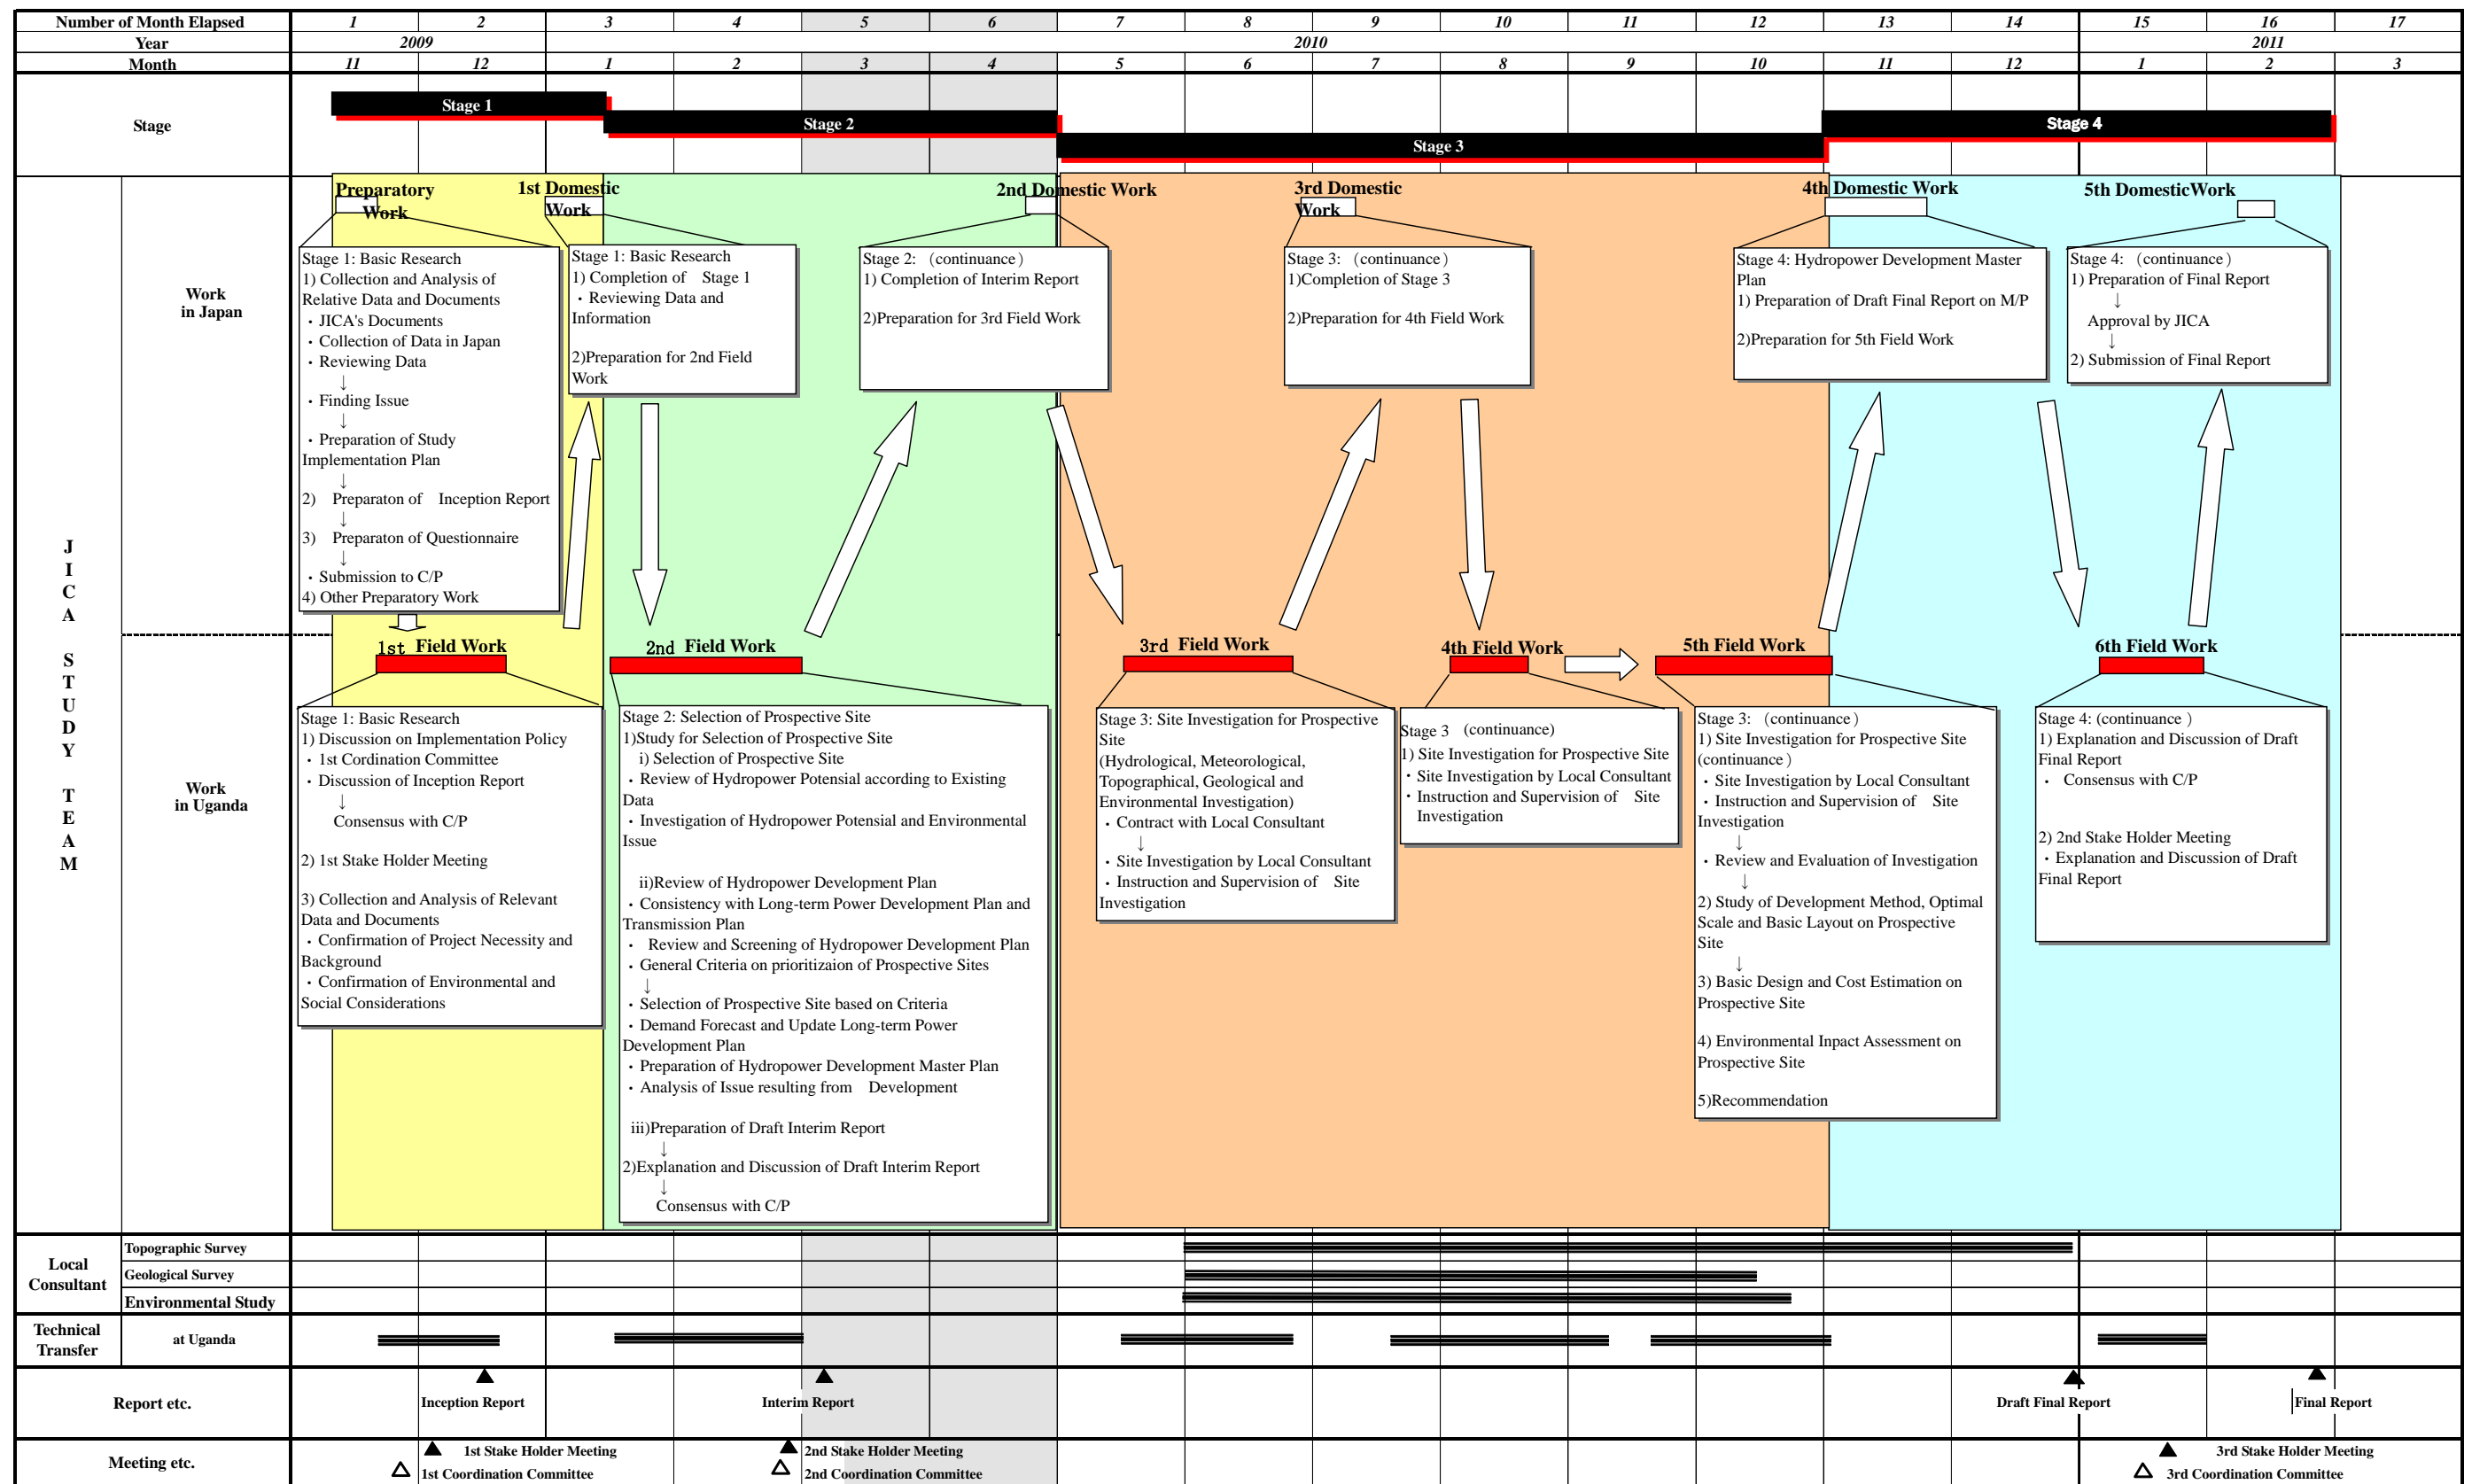 Number of Month Elapsed 1 2 3 4 5 6 7 8 9 10 11 12 13 14 15 16 17
Year 2009 2010 2011
Month 11 12 1 2 3 4 5 6 7 8 9 10 11 12 1 2 3
Stage
Stage 1
Stage 2
Stage 3
Stage 4
JICA STUDY TEAM
Work
in Japan
Preparatory
Work
Stage 1: Basic Research
1) Collection and Analysis of
Relative Data and Documents
・JICA's Documents
・Collection of Data in Japan
・Reviewing Data
↓
・Finding Issue
↓
・Preparation of Study
Implementation Plan
↓
2) Preparaton of Inception Report
↓
3) Preparaton of Questionnaire
↓
・Submission to C/P
4) Other Preparatory Work
1st Domestic
Work
Stage 1: Basic Research
1) Completion of Stage 1
・Reviewing Data and
Information
2)Preparation for 2nd Field
Work
2nd Domestic Work
Stage 2: (continuance)
1) Completion of Interim Report
2)Preparation for 3rd Field Work
3rd Domestic
Work
Stage 3: (continuance)
1)Completion of Stage 3
2)Preparation for 4th Field Work
4th Domestic Work
Stage 4: Hydropower Development Master
Plan
1) Preparation of Draft Final Report on M/P
2)Preparation for 5th Field Work
5th DomesticWork
Stage 4: (continuance)
1) Preparation of Final Report
↓
Approval by JICA
↓
2) Submission of Final Report
Work
in Uganda
1st Field Work
Stage 1: Basic Research
1) Discussion on Implementation Policy
・1st Cordination Committee
・Discussion of Inception Report
↓
Consensus with C/P
2) 1st Stake Holder Meeting
3) Collection and Analysis of Relevant
Data and Documents
・Confirmation of Project Necessity and
Background
・Confirmation of Environmental and
Social Considerations
2nd Field Work
Stage 2: Selection of Prospective Site
1)Study for Selection of Prospective Site
i) Selection of Prospective Site
・Review of Hydropower Potensial according to Existing
Data
・Investigation of Hydropower Potensial and Environmental
Issue
ii)Review of Hydropower Development Plan
・Consistency with Long-term Power Development Plan and
Transmission Plan
・ Review and Screening of Hydropower Development Plan
・General Criteria on prioritizaion of Prospective Sites
↓
・Selection of Prospective Site based on Criteria
・Demand Forecast and Update Long-term Power
Development Plan
・Preparation of Hydropower Development Master Plan
・Analysis of Issue resulting from Development
iii)Preparation of Draft Interim Report
↓
2)Explanation and Discussion of Draft Interim Report
↓
Consensus with C/P
3rd Field Work
Stage 3: Site Investigation for Prospective
Site
(Hydrological, Meteorological,
Topographical, Geological and
Environmental Investigation)
・Contract with Local Consultant
↓
・Site Investigation by Local Consultant
・Instruction and Supervision of Site
Investigation
4th Field Work
Stage 3 (continuance)
1) Site Investigation for Prospective Site
・Site Investigation by Local Consultant
・Instruction and Supervision of Site
Investigation
5th Field Work
Stage 3: (continuance)
1) Site Investigation for Prospective Site
(continuance)
・Site Investigation by Local Consultant
・Instruction and Supervision of Site
Investigation
↓
・Review and Evaluation of Investigation
↓
2) Study of Development Method, Optimal
Scale and Basic Layout on Prospective
Site
↓
3) Basic Design and Cost Estimation on
Prospective Site
4) Environmental Inpact Assessment on
Prospective Site
5)Recommendation
6th Field Work
Stage 4: (continuance)
1) Explanation and Discussion of Draft
Final Report
・ Consensus with C/P
2) 2nd Stake Holder Meeting
・Explanation and Discussion of Draft
Final Report
Local
Consultant
Topographic Survey
Geological Survey
Environmental Study
Technical
Transfer
at Uganda
Report etc.
Inception Report
Interim Report
Draft Final Report
Final Report
Meeting etc.
1st Stake Holder Meeting
1st Coordination Committee
2nd Stake Holder Meeting
2nd Coordination Committee
3rd Stake Holder Meeting
3rd Coordination Committee